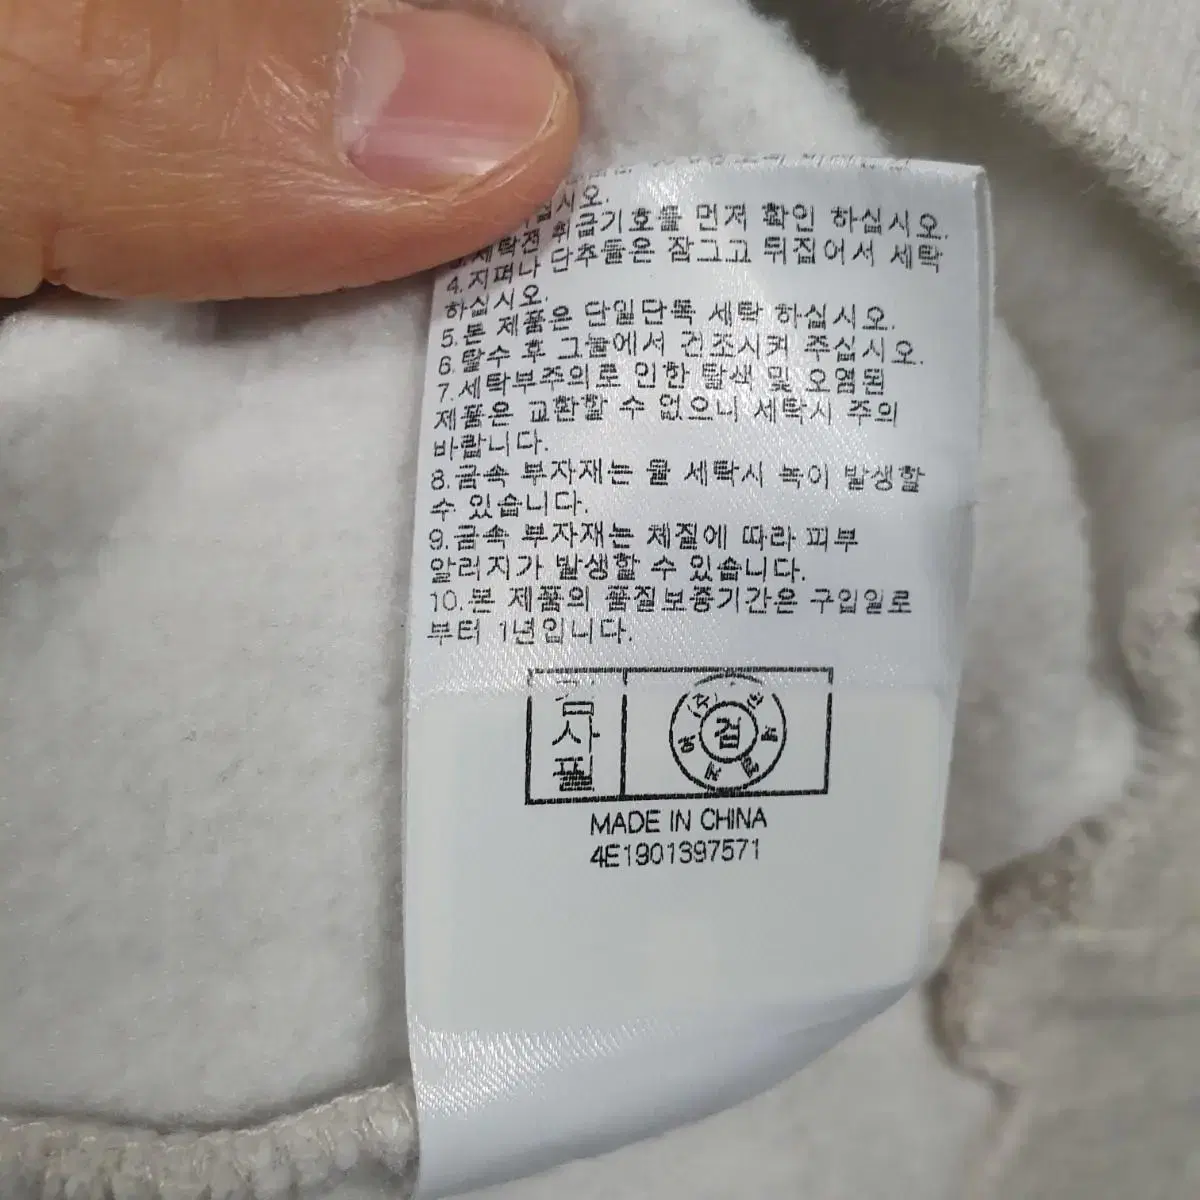 하십시오.
3.세탁전 취급기호를 먼저 확인 하십시오.
4.지퍼나 단추들은 잠그고 뒤집어서 세탁
하십시오.
5.본 제품은 단일단독 세탁 하십시오.
6.탈수 후 그늘에서 건조시켜 주십시오.
7.세탁부주의로 인한 탈색 및 오염된
제품은 교환할 수 없으니 세탁시 주의
바랍니다.
8.금속 부자재는 물 세탁시 녹이 발생할
수 있습니다.
9.금속 부자재는 체질에 따라 피부
알러지가 발생할 수 있습니다.
10.본 제품의 품질보증기간은 구입일로
부터 1년입니다.
검사필
검
MADE IN CHINA
4E1901397571